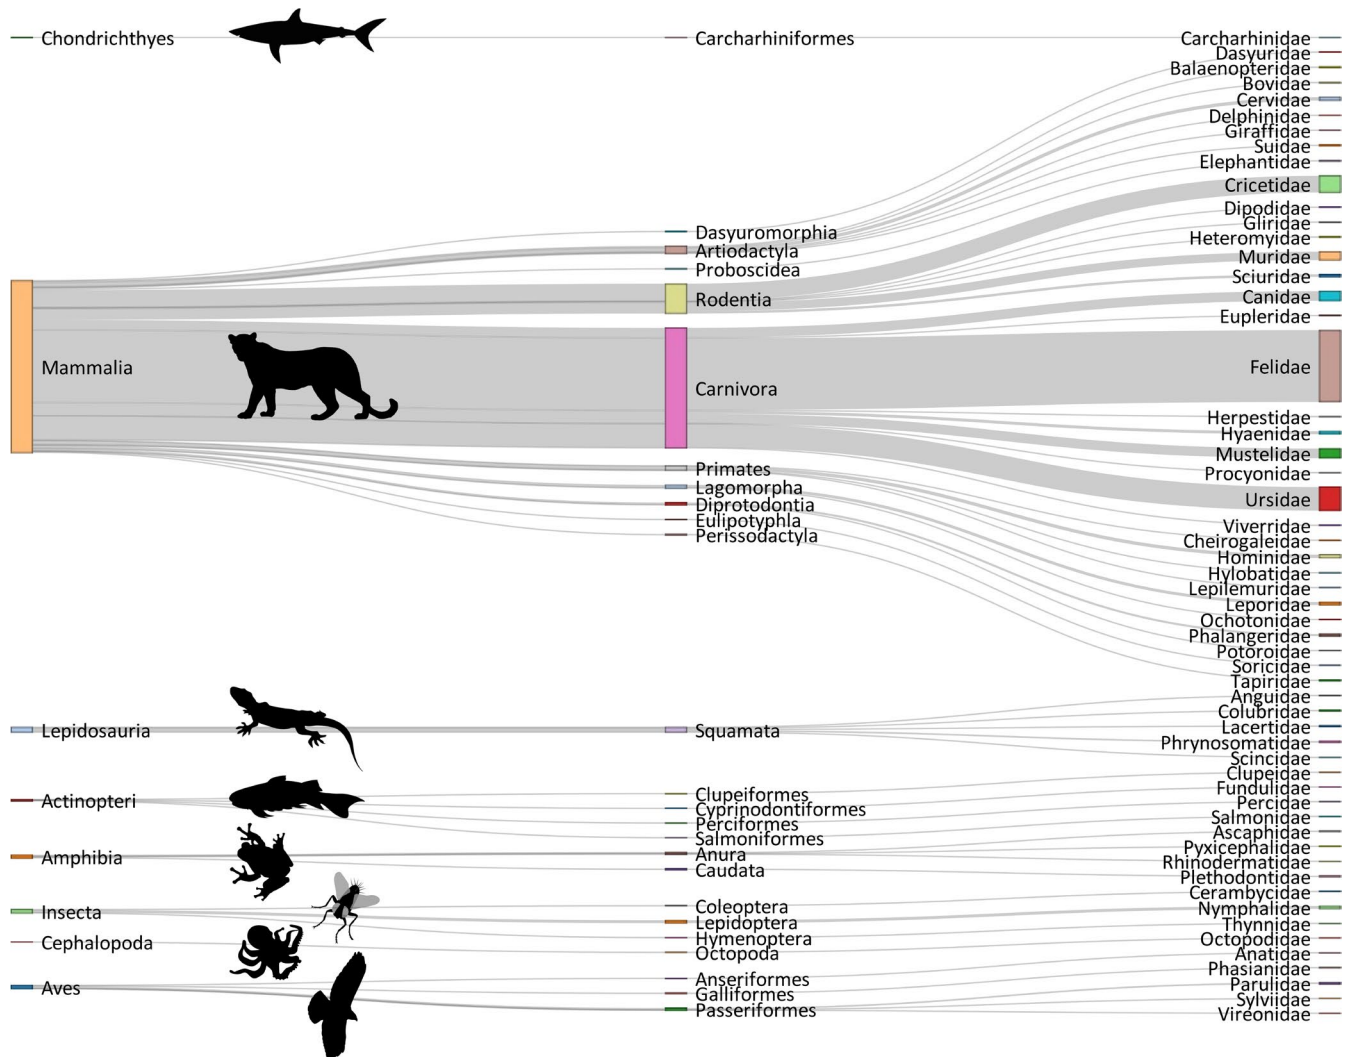 Chondrichthyes
Mammalia
Lepidosauria
Actinopteri
Amphibia
Insecta
Cephalopoda
Aves
Carcharhiniformes
Dasyuromorphia
Artiodactyla
Proboscidea
Rodentia
Carnivora
Primates
Lagomorpha
Diprotodontia
Eulipotyphla
Perissodactyla
Squamata
Clupeiformes
Cyprinodontiformes
Perciformes
Salmoniformes
Anura
Caudata
Coleoptera
Lepidoptera
Hymenoptera
Octopoda
Anseriformes
Galliformes
Passeriformes
Carcharhinidae
Dasyuridae
Balaenopteridae
Bovidae
Cervidae
Delphinidae
Giraffidae
Suidae
Elephantidae
Cricetidae
Dipodidae
Gliridae
Heteromyidae
Muridae
Sciuridae
Canidae
Eupleridae
Felidae
Herpestidae
Hyaenidae
Mustelidae
Procyonidae
Ursidae
Viverridae
Cheirogaleidae
Hominidae
Hylobatidae
Lepilemuridae
Leporidae
Ochotonidae
Phalangeridae
Potoroidae
Soricidae
Tapiridae
Anguidae
Colubridae
Lacertidae
Phrynosomatidae
Scincidae
Clupeidae
Fundulidae
Percidae
Salmonidae
Ascaphidae
Pyxicephalidae
Rhinodermatidae
Plethodontidae
Cerambycidae
Nymphalidae
Thynnidae
Octopodidae
Anatidae
Phasianidae
Parulidae
Sylviidae
Vireonidae